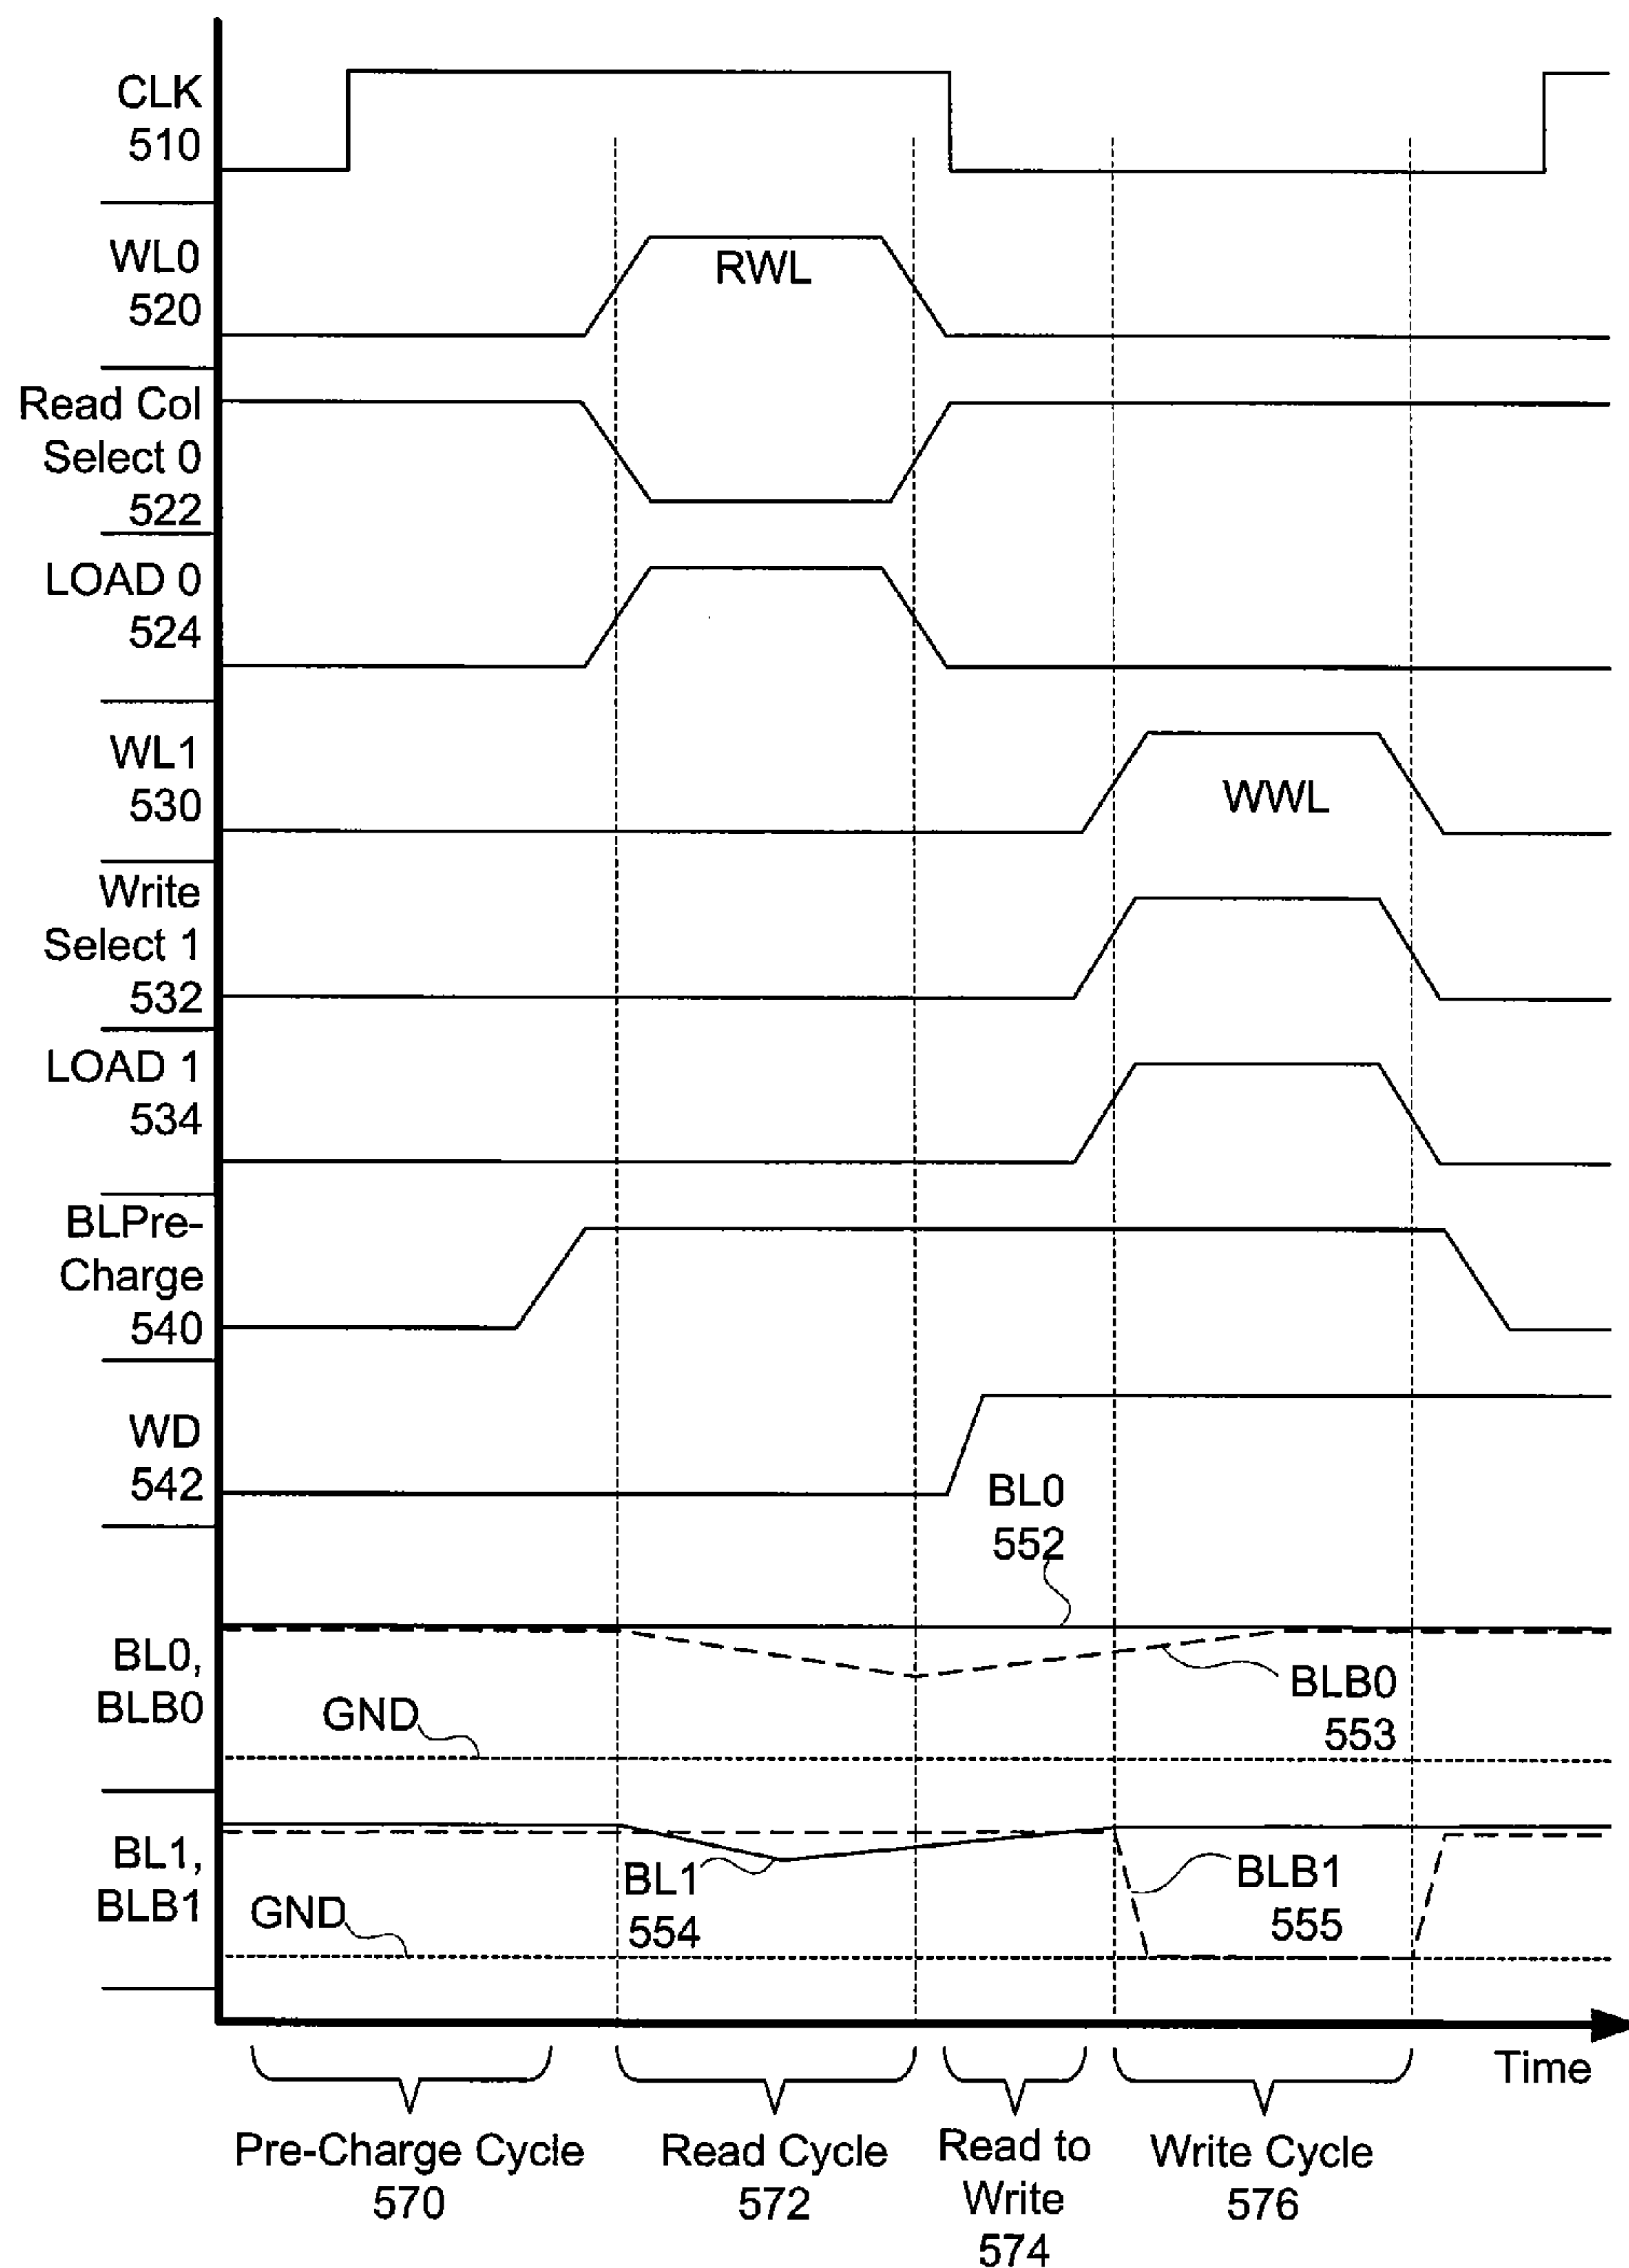 CLK
510
WL0
520
RWL
Read Col
Select 0
522
LOAD 0
524
WL1
530
WWL
Write
Select 1
532
LOAD 1
534
BLPre-
Charge
540
WD
542
BL0
552
BL0,
BLB0
GND
BLB0
553
BL1,
BLB1
GND
BL1
554
BLB1
555
Time
Pre-Charge Cycle
570
Read Cycle
572
Read to
Write
574
Write Cycle
576